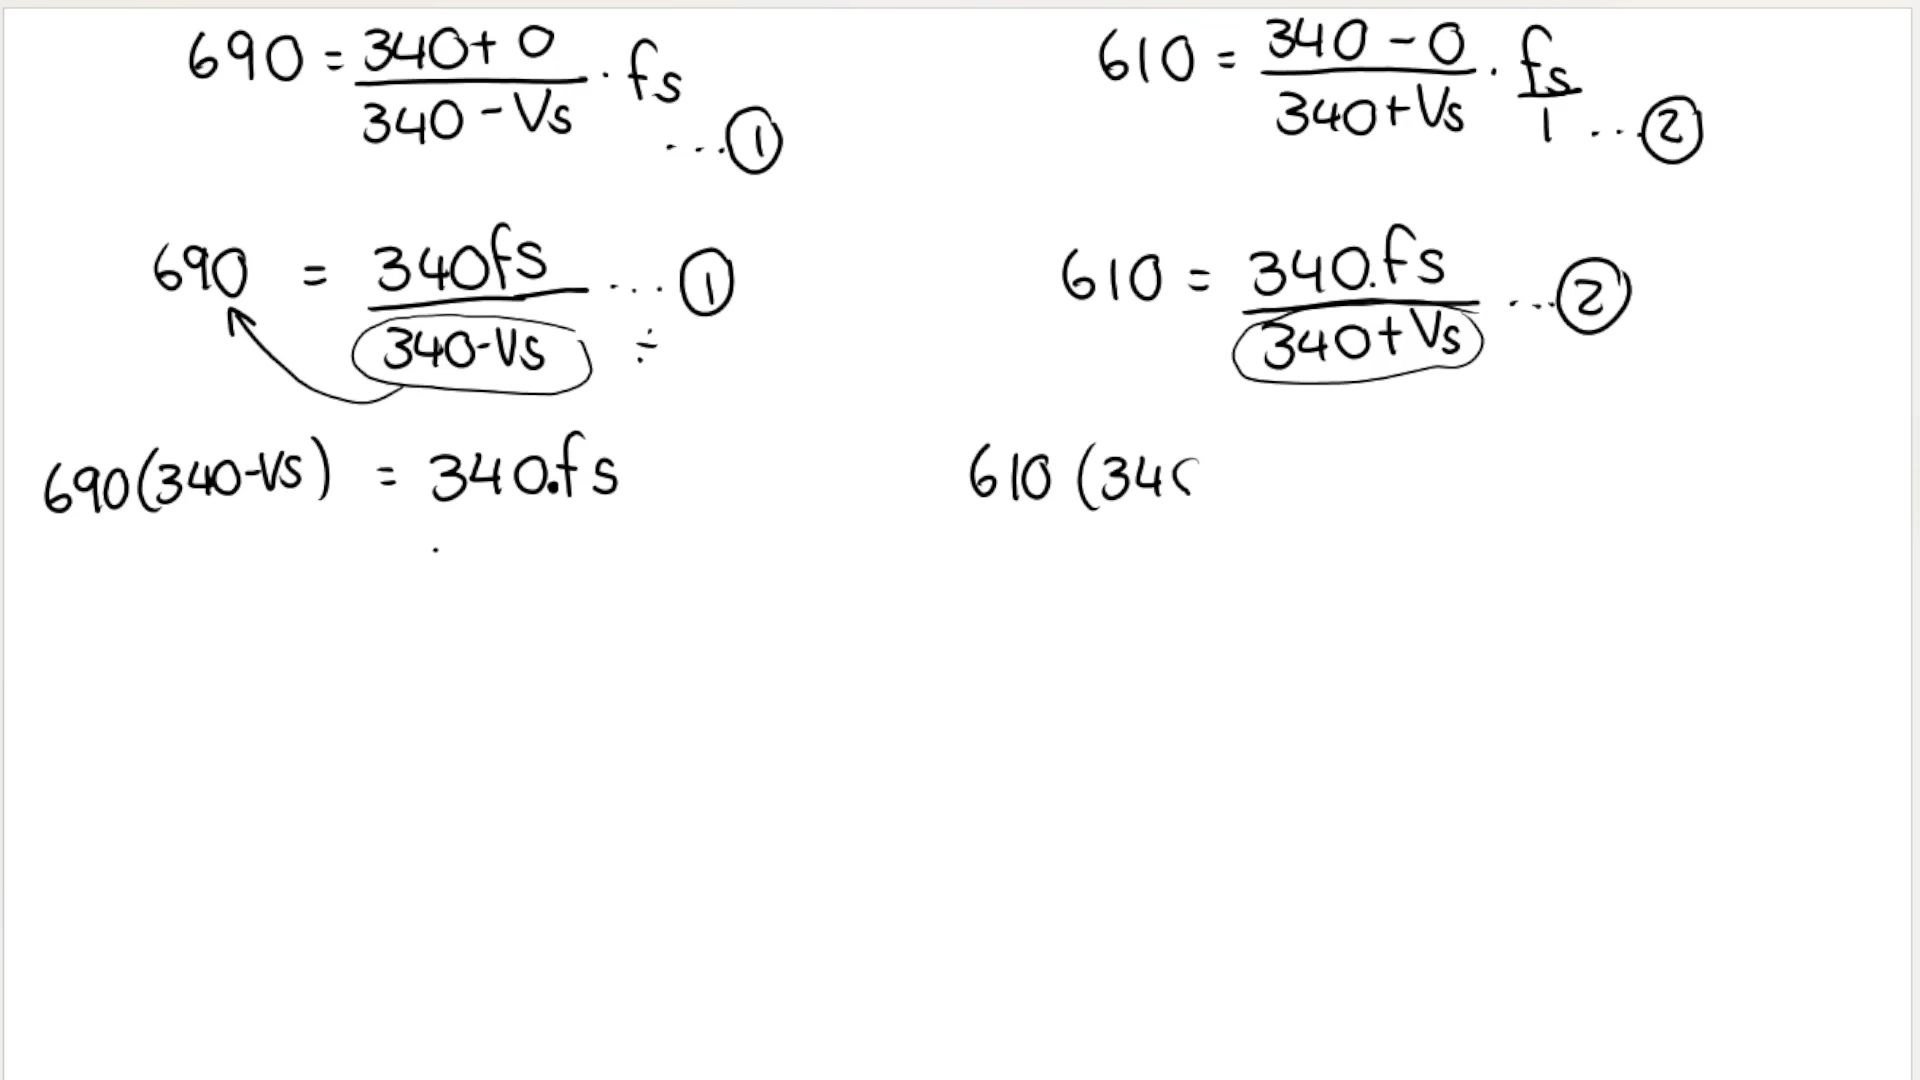 690 = 340+0 / 340-Vs · fs ...①
690 = 340fs / 340-Vs ...① ÷
690(340-Vs) = 340.fs
610 = 340-0 / 340+Vs · fs / 1 ...②
610 = 340.fs / 340+Vs ...②
610 (340